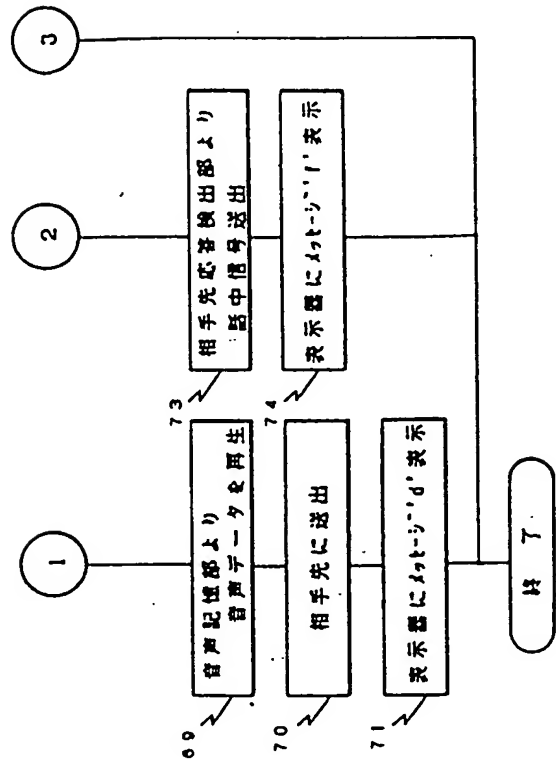 1
2
3
69
音声記憶部より
音声データを再生
70
相手先に送出
71
表示器にメッセージ'd'表示
73
相手先応答検出部より
話中信号送出
74
表示器にメッセージ'f'表示
終了